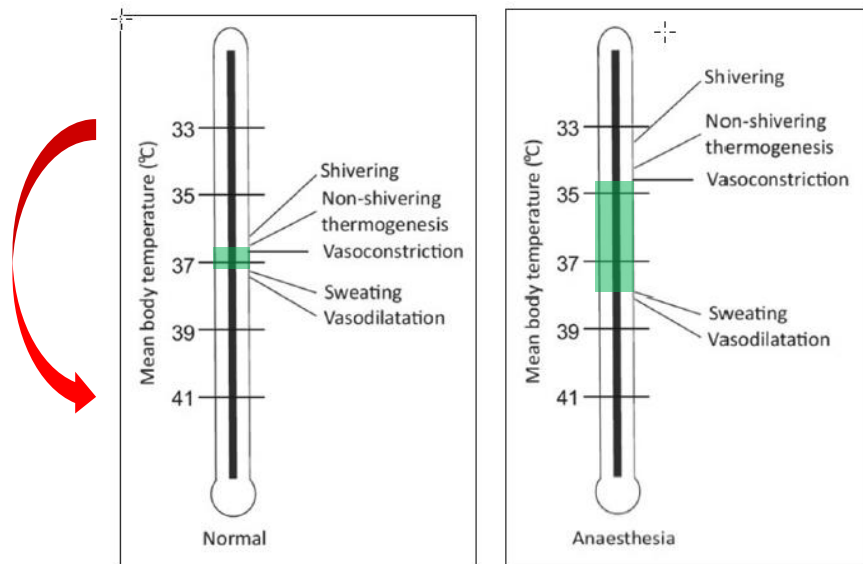 Mean body temperature (°C)
33
35
37
39
41
Shivering
Non-shivering
thermogenesis
Vasoconstriction
Sweating
Vasodilatation
Normal
Mean body temperature (°C)
33
35
37
39
41
Shivering
Non-shivering
thermogenesis
Vasoconstriction
Sweating
Vasodilatation
Anaesthesia